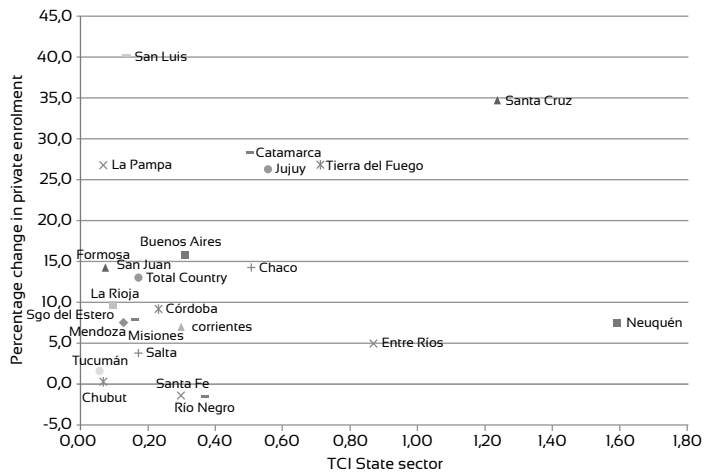 45,0
40,0
35,0
30,0
25,0
20,0
15,0
10,0
5,0
0,0
-5,0
Percentage change in private enrolment
San Luis
Santa Cruz
Catamarca
La Pampa
Jujuy
Tierra del Fuego
Buenos Aires
Formosa
San Juan
Chaco
Total Country
La Rioja
Córdoba
Sgo del Estero
Mendoza
Misiones
corrientes
Neuquén
Entre Ríos
Salta
Tucumán
Chubut
Santa Fe
Río Negro
0,00 0,20 0,40 0,60 0,80 1,00 1,20 1,40 1,60 1,80
TCI State sector